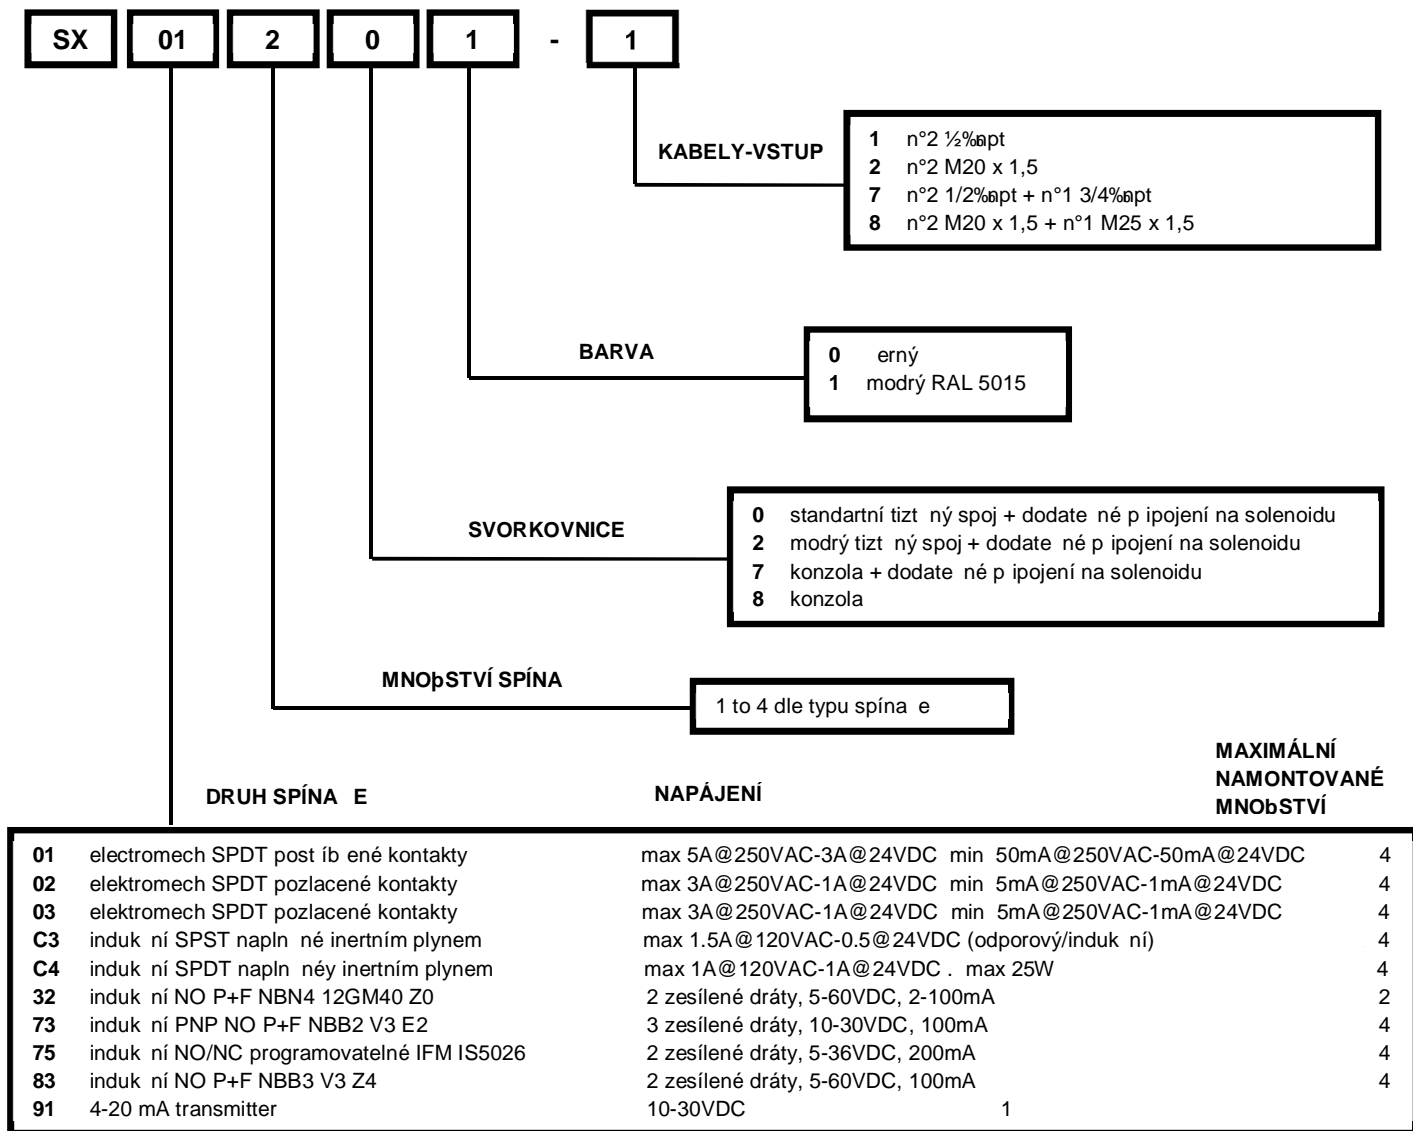 SX 01 2 0 1 - 1
KABELY-VSTUP
1 n°2 ½‰npt
2 n°2 M20 x 1,5
7 n°2 1/2‰npt + n°1 3/4‰npt
8 n°2 M20 x 1,5 + n°1 M25 x 1,5
BARVA
0 erný
1 modrý RAL 5015
SVORKOVNICE
0 standartní tizt ný spoj + dodate né p ipojení na solenoidu
2 modrý tizt ný spoj + dodate né p ipojení na solenoidu
7 konzola + dodate né p ipojení na solenoidu
8 konzola
MNOþSTVÍ SPÍNA
1 to 4 dle typu spína e
DRUH SPÍNA E
NAPÁJENÍ
MAXIMÁLNÍ
NAMONTOVANÉ
MNOþSTVÍ
01 electromech SPDT post íb ené kontakty max 5A@250VAC-3A@24VDC min 50mA@250VAC-50mA@24VDC 4
02 elektromech SPDT pozlacené kontakty max 3A@250VAC-1A@24VDC min 5mA@250VAC-1mA@24VDC 4
03 elektromech SPDT pozlacené kontakty max 3A@250VAC-1A@24VDC min 5mA@250VAC-1mA@24VDC 4
C3 induk ní SPST napln né inertním plynem max 1.5A@120VAC-0.5@24VDC (odporový/induk ní) 4
C4 induk ní SPDT napln néy inertním plynem max 1A@120VAC-1A@24VDC . max 25W 4
32 induk ní NO P+F NBN4 12GM40 Z0 2 zesílené dráty, 5-60VDC, 2-100mA 2
73 induk ní PNP NO P+F NBB2 V3 E2 3 zesílené dráty, 10-30VDC, 100mA 4
75 induk ní NO/NC programovatelné IFM IS5026 2 zesílené dráty, 5-36VDC, 200mA 4
83 induk ní NO P+F NBB3 V3 Z4 2 zesílené dráty, 5-60VDC, 100mA 4
91 4-20 mA transmitter 10-30VDC 1